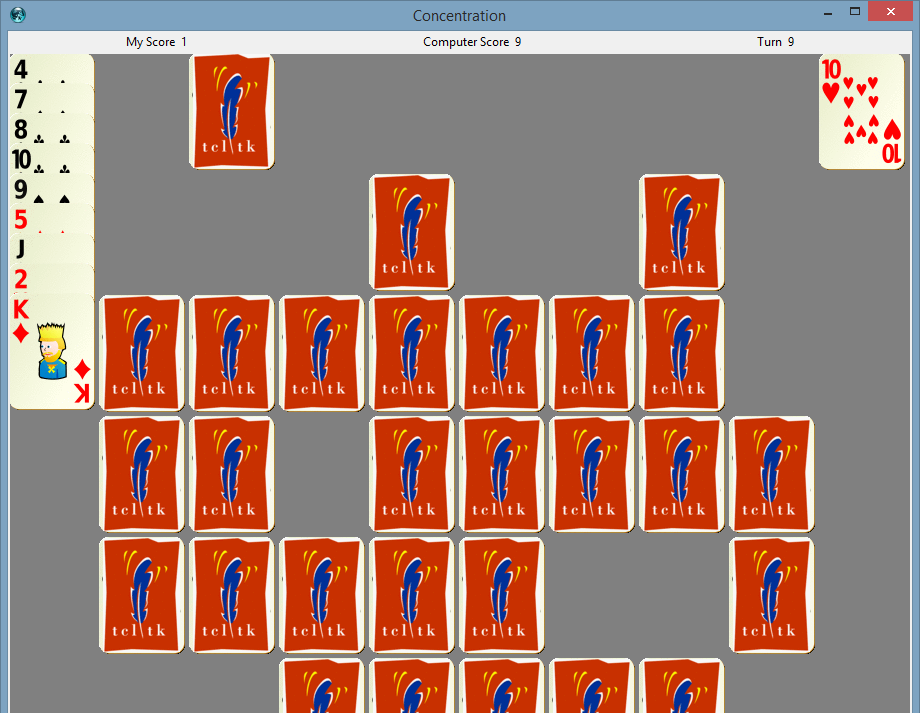 Concentration
My Score 1 Computer Score 9 Turn 9
4
7
8
10
9
5
J
2
K
K
10
10
tcl tk
tcl tk tcl tk
tcl tk tcl tk tcl tk tcl tk tcl tk tcl tk tcl tk
tcl tk tcl tk tcl tk tcl tk tcl tk tcl tk tcl tk
tcl tk tcl tk tcl tk tcl tk tcl tk tcl tk